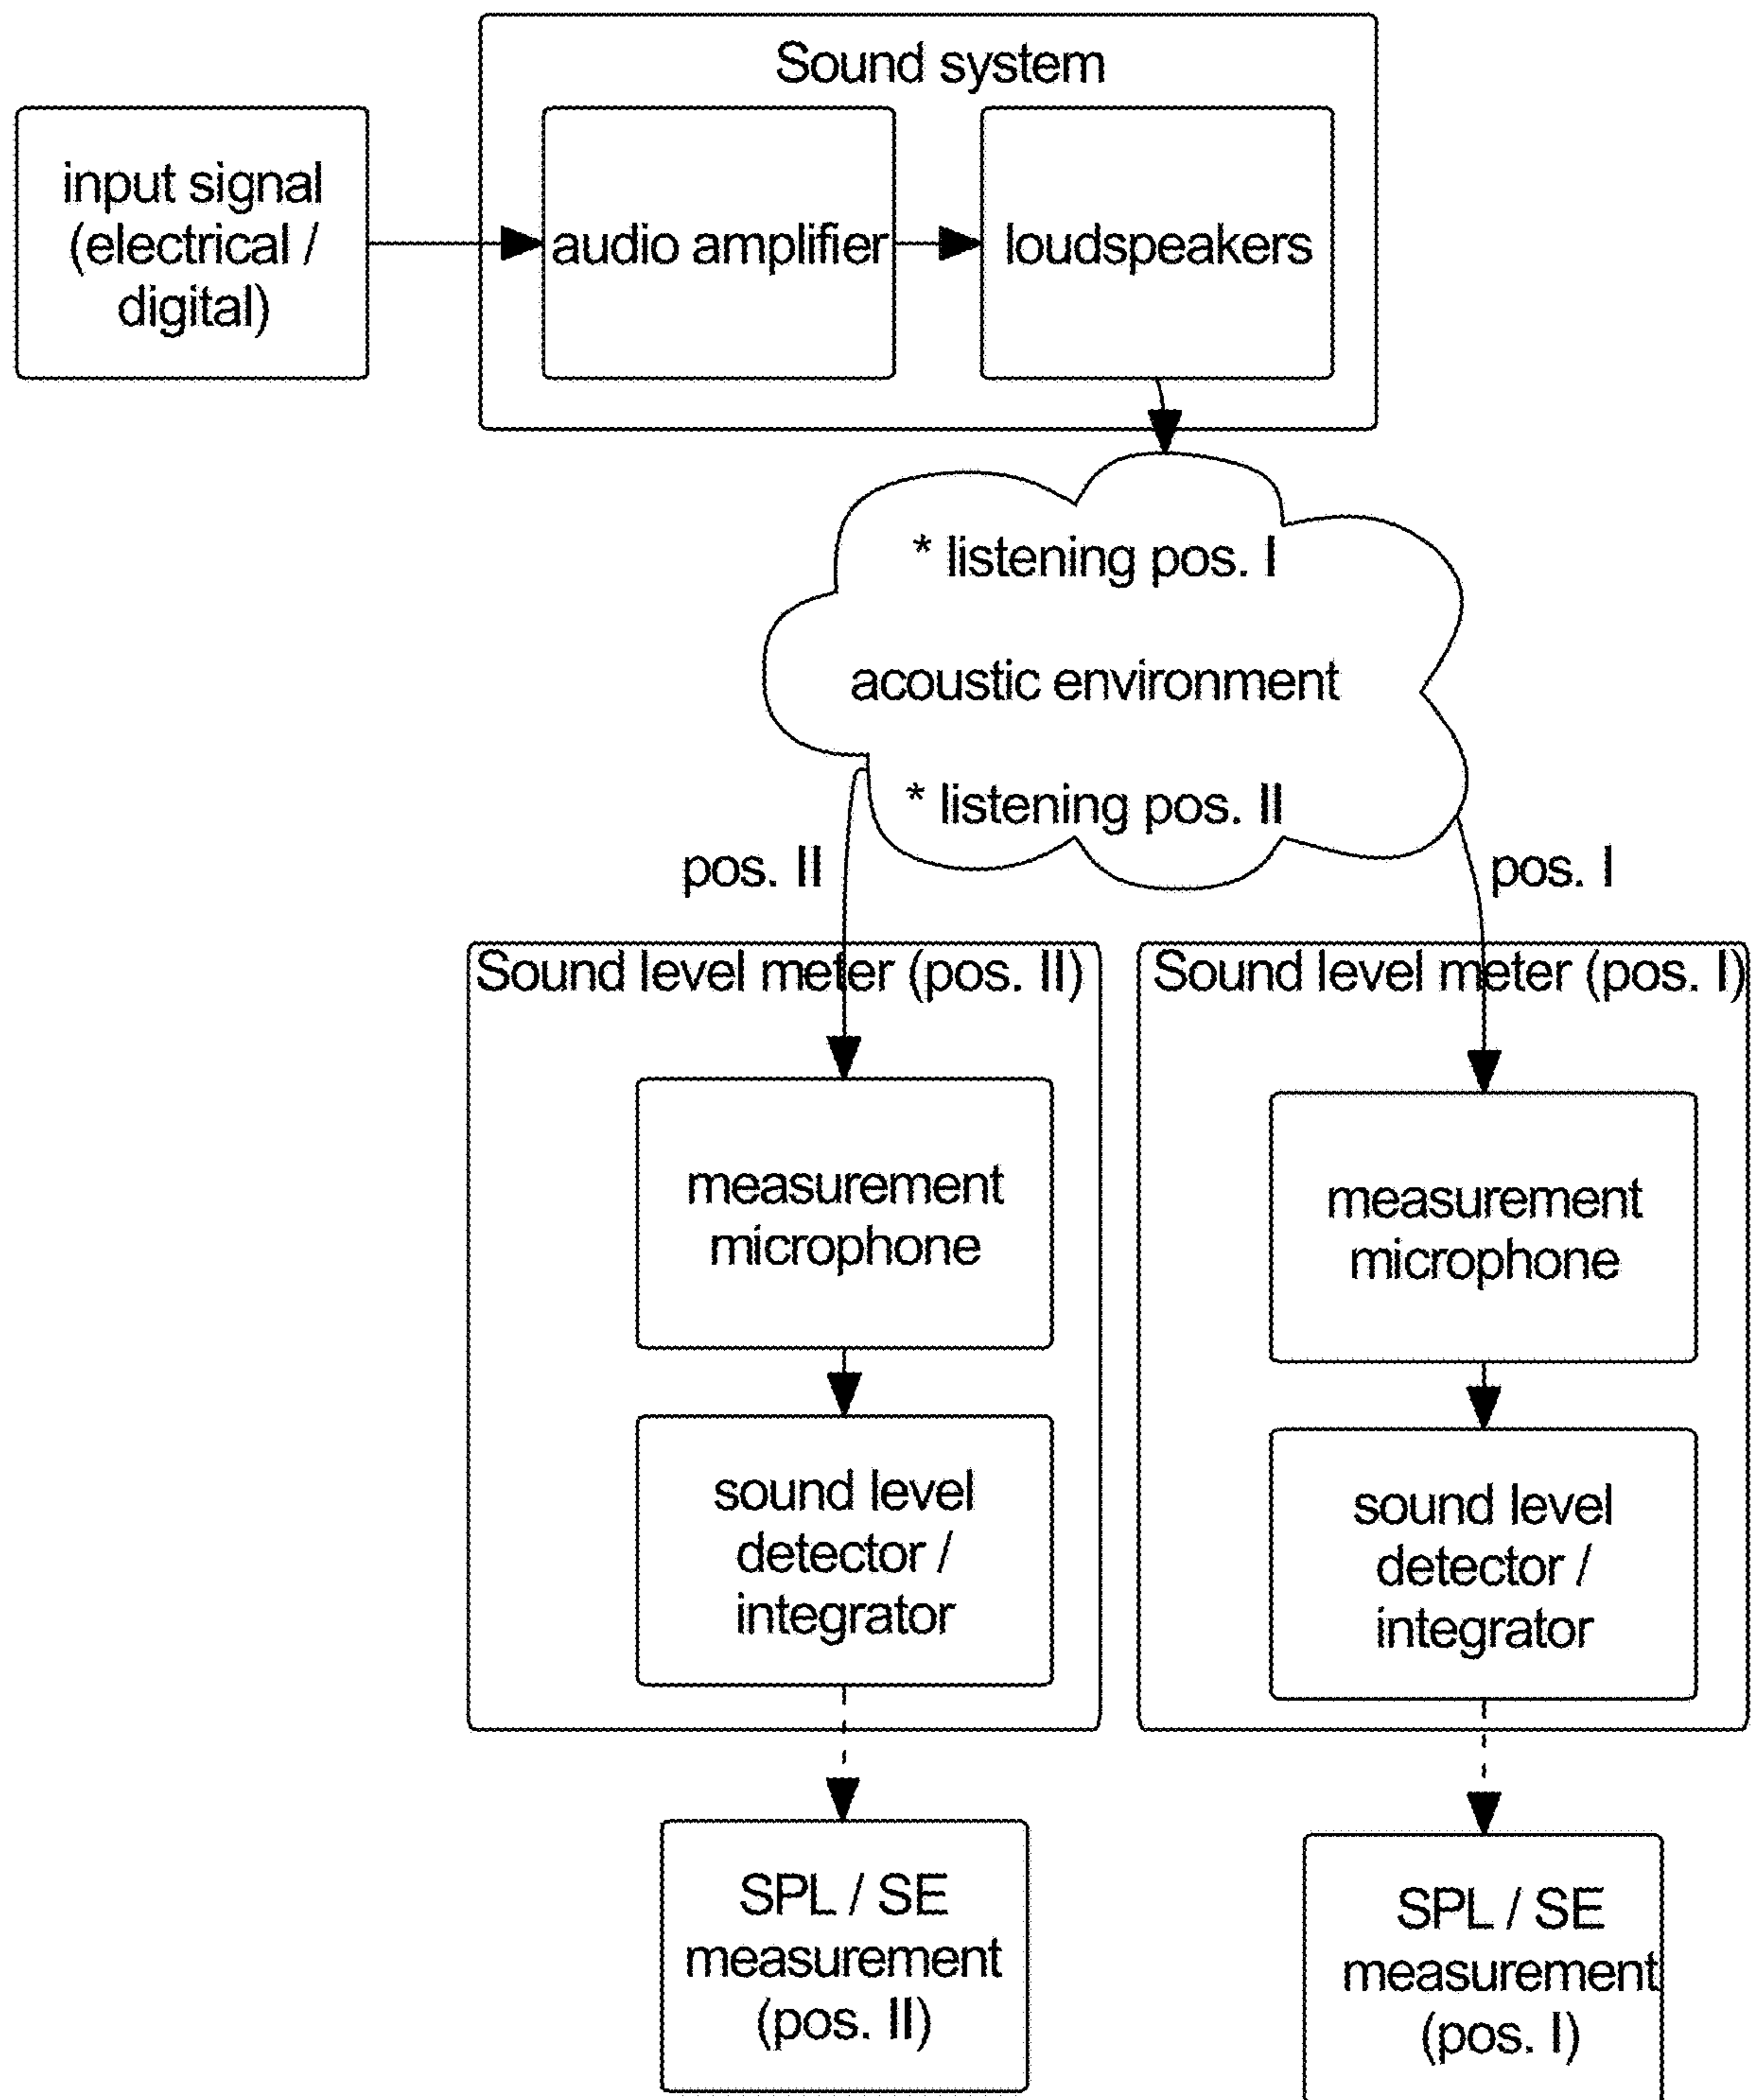 Sound system
input signal
(electrical /
digital)
audio amplifier
loudspeakers
* listening pos. I
acoustic environment
* listening pos. II
pos. II
pos. I
Sound level meter (pos. II)
measurement
microphone
sound level
detector /
integrator
SPL / SE
measurement
(pos. II)
Sound level meter (pos. I)
measurement
microphone
sound level
detector /
integrator
SPL / SE
measurement
(pos. I)